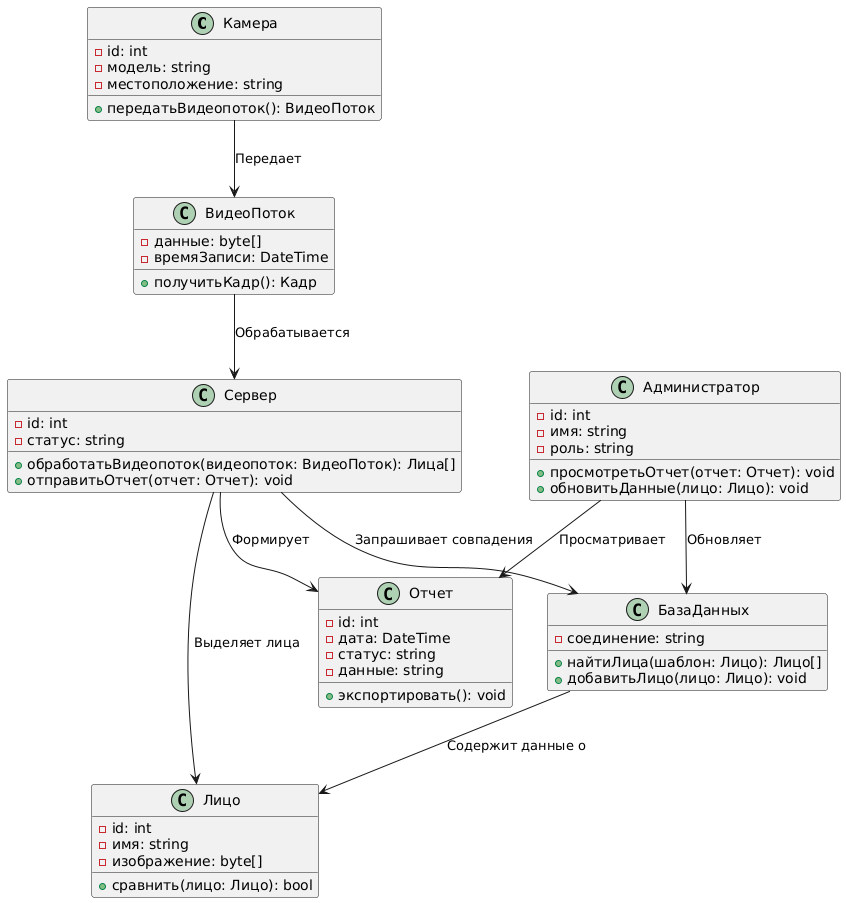 C Камера
id: int
модель: string
местоположение: string
передатьВидеопоток(): ВидеоПоток
Передает
C ВидеоПоток
данные: byte[]
времяЗаписи: DateTime
получитьКадр(): Кадр
Обрабатывается
C Сервер
id: int
статус: string
обработатьВидеопоток(видеопоток: ВидеоПоток): Лица[]
отправитьОтчет(отчет: Отчет): void
C Администратор
id: int
имя: string
роль: string
просмотретьОтчет(отчет: Отчет): void
обновитьДанные(лицо: Лицо): void
Формирует
Запрашивает совпадения
Просматривает
Обновляет
Выделяет лица
C Отчет
id: int
дата: DateTime
статус: string
данные: string
экспортировать(): void
C БазаДанных
соединение: string
найтиЛица(шаблон: Лицо): Лицо[]
добавитьЛицо(лицо: Лицо): void
Содержит данные о
C Лицо
id: int
имя: string
изображение: byte[]
сравнить(лицо: Лицо): bool